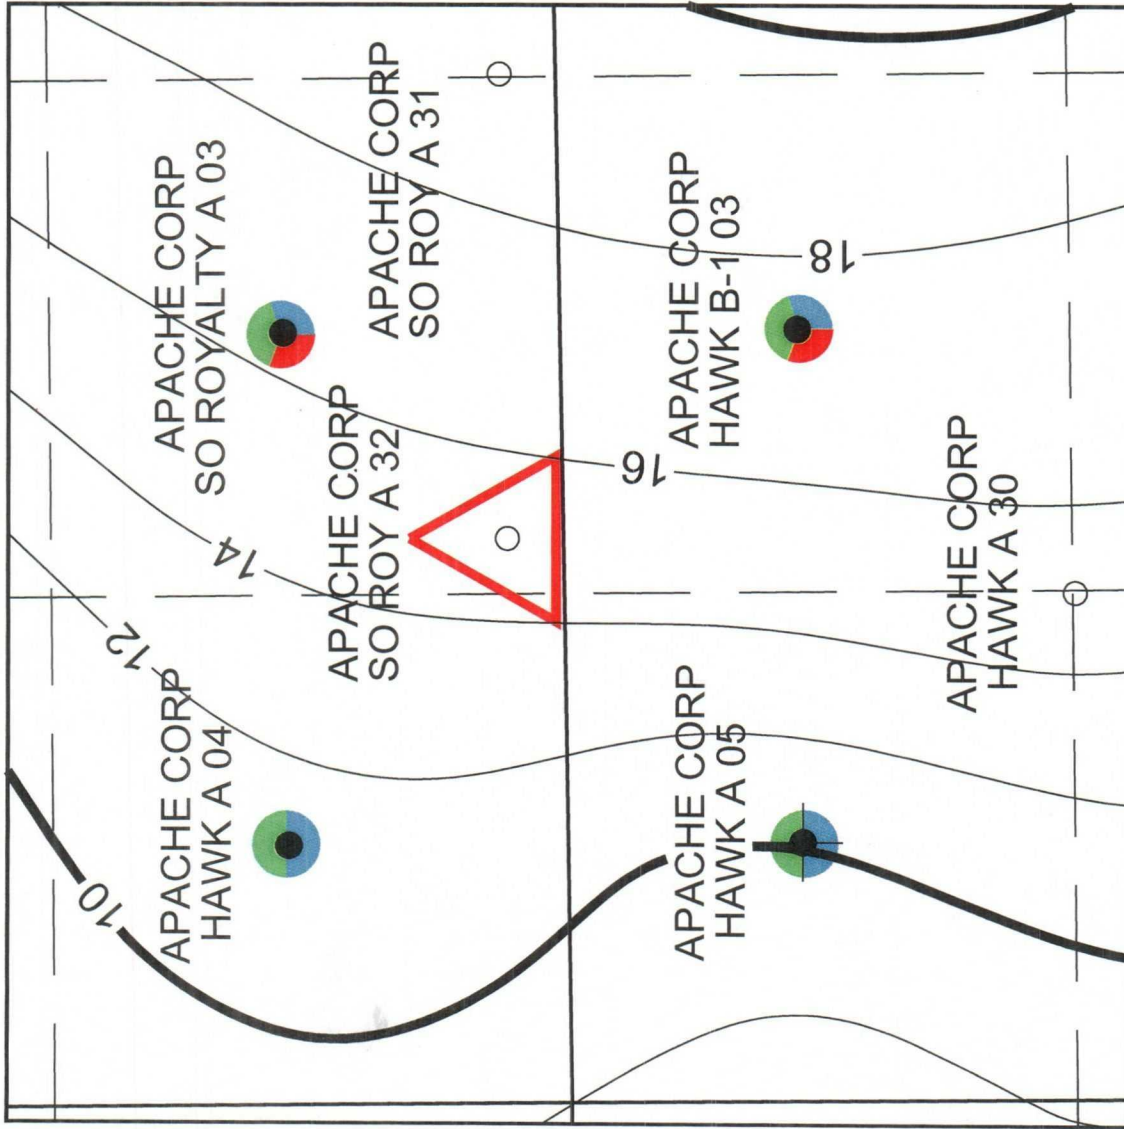 APACHE CORP
SO ROYALTY A 03
APACHE CORP
SO ROY A 31
APACHE CORP
SO ROY A 32
APACHE CORP
HAWK B-1 03
APACHE CORP
HAWK A 04
APACHE CORP
HAWK A 05
APACHE CORP
HAWK A 30
10
12
14
16
18